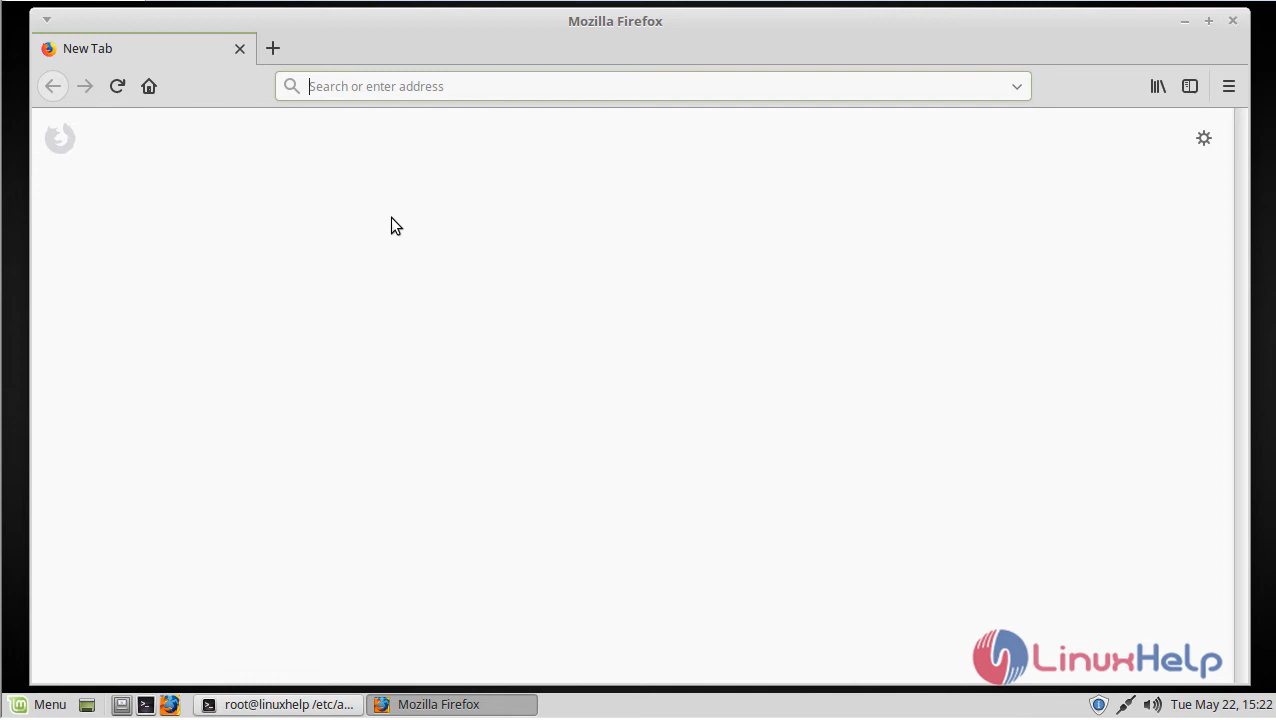 Mozilla Firefox
New Tab
Search or enter address
LinuxHelp
Menu
root@linuxhelp /etc/a...
Mozilla Firefox
Tue May 22, 15:22